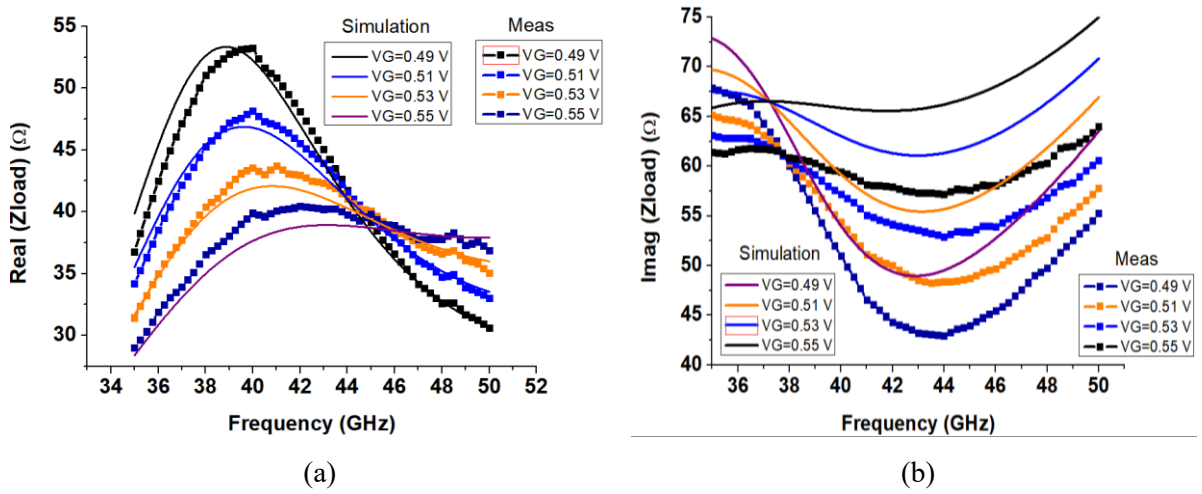 Simulation
VG=0.49 V
VG=0.51 V
VG=0.53 V
VG=0.55 V
Meas
VG=0.49 V
VG=0.51 V
VG=0.53 V
VG=0.55 V
Real (Zload) (Ω)
55
50
45
40
35
30
34 36 38 40 42 44 46 48 50 52
Frequency (GHz)
(a)
b)
Imag (Zload) (Ω)
75
70
65
60
55
50
45
40
Simulation
VG=0.49 V
VG=0.51 V
VG=0.53 V
VG=0.55 V
Meas
VG=0.49 V
VG=0.51 V
VG=0.53 V
VG=0.55 V
36 38 40 42 44 46 48 50
Frequency (GHz)
(b)